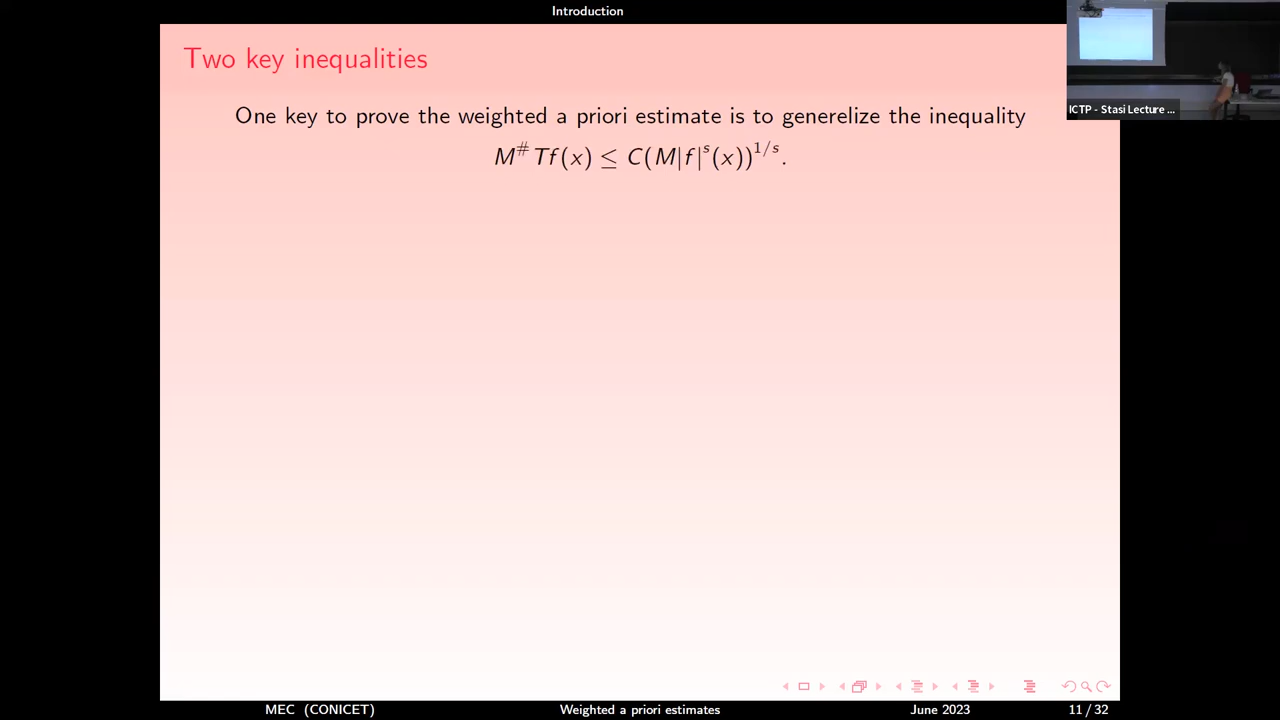 Introduction
Two key inequalities
One key to prove the weighted a priori estimate is to generelize the inequality
M^# Tf(x) ≤ C(M|f|^s(x))^{1/s}.
ICTP - Stasi Lecture ...
MEC (CONICET)
Weighted a priori estimates
June 2023
11 / 32